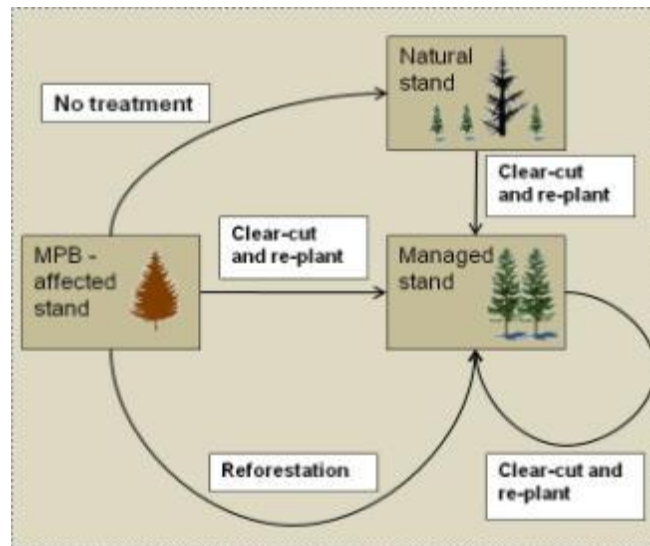 Natural
stand
No treatment
Clear-cut
and re-plant
Clear-cut
and re-plant
MPB -
affected
stand
Managed
stand
Reforestation
Clear-cut and
re-plant